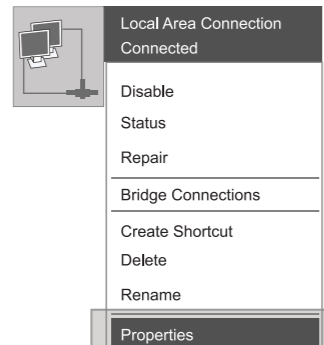 Local Area Connection
Connected
Disable
Status
Repair
Bridge Connections
Create Shortcut
Delete
Rename
Properties